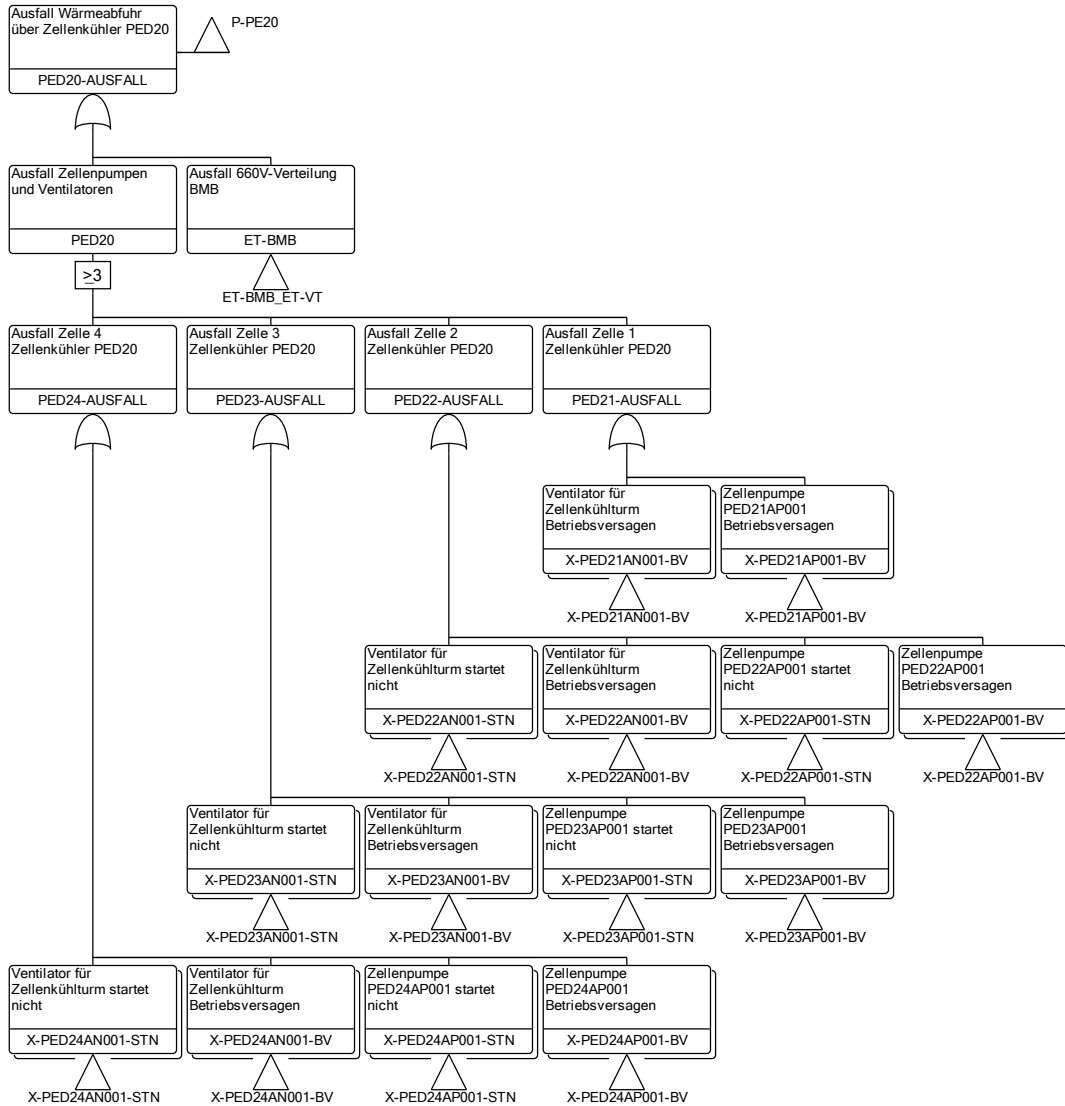 Ausfall Wärmeabfuhr
über Zellenkühler PED20
PED20-AUSFALL
P-PE20
Ausfall Zellenpumpen
und Ventilatoren
PED20
Ausfall 660V-Verteilung
BMB
ET-BMB
≥3
ET-BMB_ET-VT
Ausfall Zelle 4
Zellenkühler PED20
PED24-AUSFALL
Ausfall Zelle 3
Zellenkühler PED20
PED23-AUSFALL
Ausfall Zelle 2
Zellenkühler PED20
PED22-AUSFALL
Ausfall Zelle 1
Zellenkühler PED20
PED21-AUSFALL
Ventilator für
Zellenkühlturm
Betriebsversagen
X-PED21AN001-BV
X-PED21AN001-BV
Zellenpumpe
PED21AP001
Betriebsversagen
X-PED21AP001-BV
X-PED21AP001-BV
Ventilator für
Zellenkühlturm startet
nicht
X-PED22AN001-STN
X-PED22AN001-STN
Ventilator für
Zellenkühlturm
Betriebsversagen
X-PED22AN001-BV
X-PED22AN001-BV
Zellenpumpe
PED22AP001 startet
nicht
X-PED22AP001-STN
X-PED22AP001-STN
Zellenpumpe
PED22AP001
Betriebsversagen
X-PED22AP001-BV
X-PED22AP001-BV
Ventilator für
Zellenkühlturm startet
nicht
X-PED23AN001-STN
X-PED23AN001-STN
Ventilator für
Zellenkühlturm
Betriebsversagen
X-PED23AN001-BV
X-PED23AN001-BV
Zellenpumpe
PED23AP001 startet
nicht
X-PED23AP001-STN
X-PED23AP001-STN
Zellenpumpe
PED23AP001
Betriebsversagen
X-PED23AP001-BV
X-PED23AP001-BV
Ventilator für
Zellenkühlturm startet
nicht
X-PED24AN001-STN
X-PED24AN001-STN
Ventilator für
Zellenkühlturm
Betriebsversagen
X-PED24AN001-BV
X-PED24AN001-BV
Zellenpumpe
PED24AP001 startet
nicht
X-PED24AP001-STN
X-PED24AP001-STN
Zellenpumpe
PED24AP001
Betriebsversagen
X-PED24AP001-BV
X-PED24AP001-BV